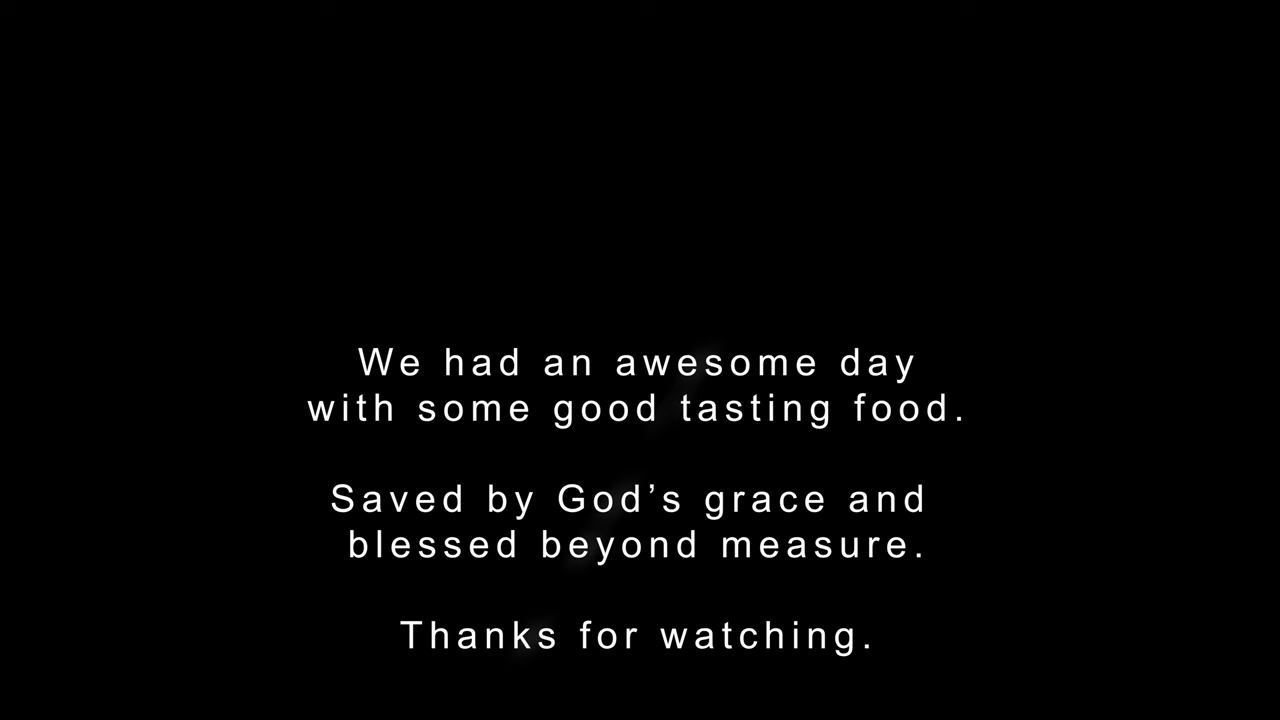 We had an awesome day
with some good tasting food.
Saved by God’s grace and
blessed beyond measure.
Thanks for watching.